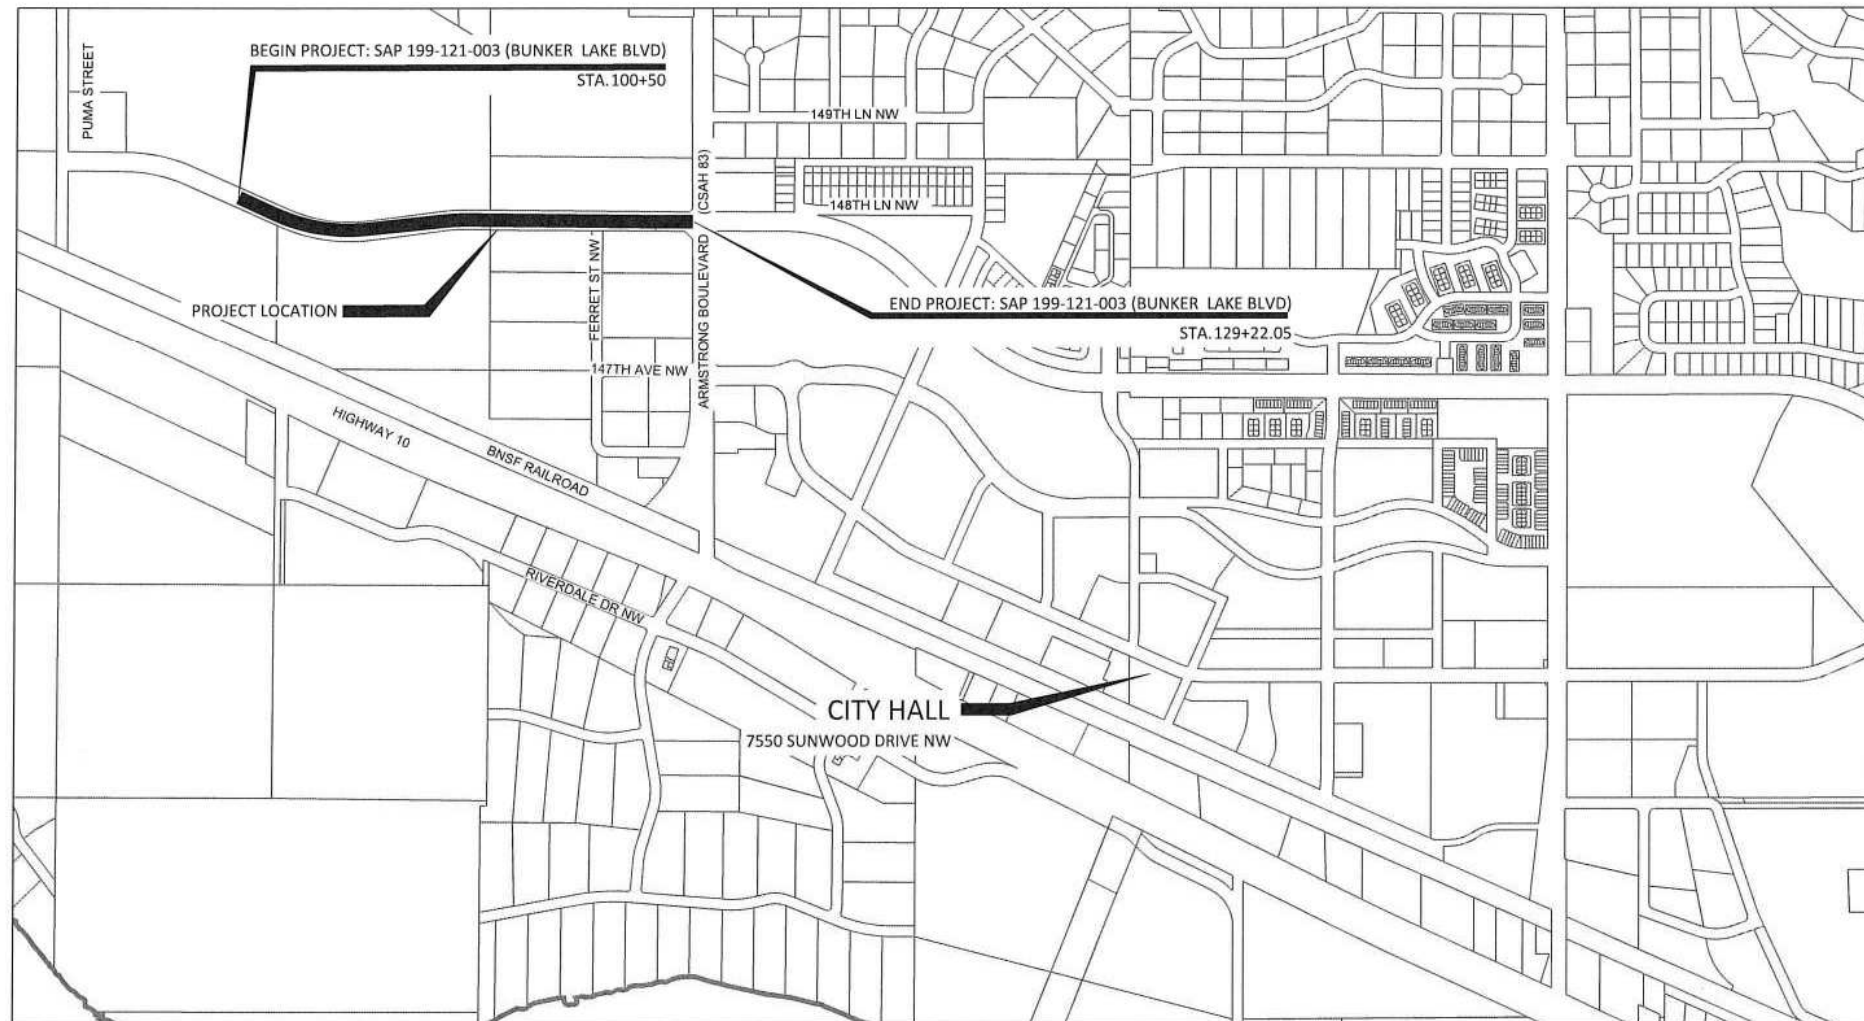 BEGIN PROJECT: SAP 199-121-003 (BUNKER LAKE BLVD)
STA.100+50
PUMA STREET
149TH LN NW
148TH LN NW
ARMSTRONG BOULEVARD (CSAH 83)
FERRET ST NW
PROJECT LOCATION
END PROJECT: SAP 199-121-003 (BUNKER LAKE BLVD)
STA.129+22.05
147TH AVE NW
HIGHWAY 10
BNSF RAILROAD
RIVERDALE DR NW
CITY HALL
7550 SUNWOOD DRIVE NW